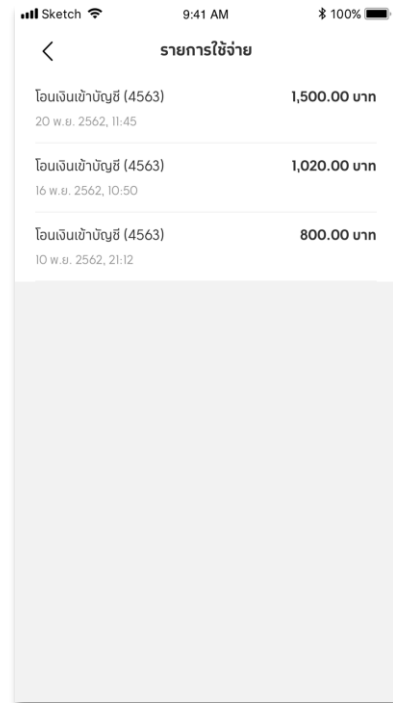 Sketch 9:41 AM 100%
รายการใช้จ่าย
โอนเงินเข้าบัญชี (4563) 1,500.00 บาท
20 พ.ย. 2562, 11:45
โอนเงินเข้าบัญชี (4563) 1,020.00 บาท
16 พ.ย. 2562, 10:50
โอนเงินเข้าบัญชี (4563) 800.00 บาท
10 พ.ย. 2562, 21:12